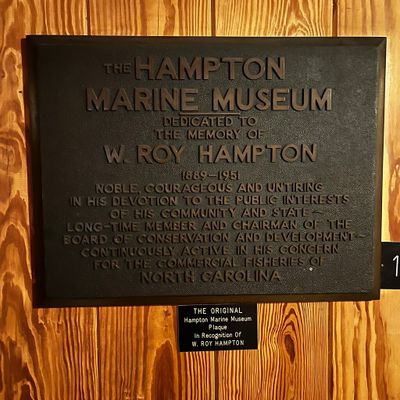 THE HAMPTON
MARINE MUSEUM
DEDICATED TO
THE MEMORY OF
W. ROY HAMPTON
1889–1951
NOBLE, COURAGEOUS AND UNTIRING
IN HIS DEVOTION TO THE PUBLIC INTERESTS
OF HIS COMMUNITY AND STATE—
LONG-TIME MEMBER AND CHAIRMAN OF THE
BOARD OF CONSERVATION AND DEVELOPMENT—
CONTINUOUSLY ACTIVE IN HIS CONCERN
FOR THE COMMERCIAL FISHERIES OF
NORTH CAROLINA
THE ORIGINAL
Hampton Marine Museum
Plaque
In Recognition Of
W. ROY HAMPTON
1